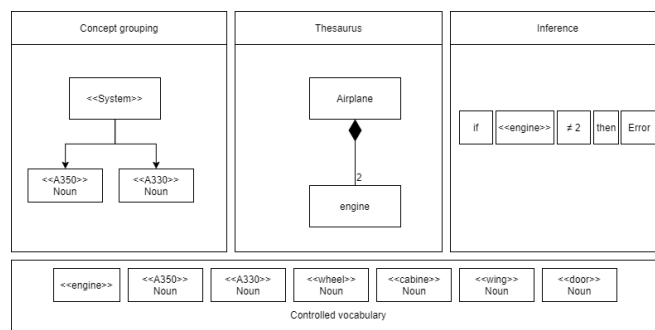 Concept grouping
Thesaurus
Inference
<<System>>
<<A350>>
Noun
<<A330>>
Noun
Airplane
2
engine
if
<<engine>>
≠ 2
then
Error
<<engine>>
<<A350>>
Noun
<<A330>>
Noun
<<wheel>>
Noun
<<cabine>>
Noun
<<wing>>
Noun
<<door>>
Noun
Controlled vocabulary